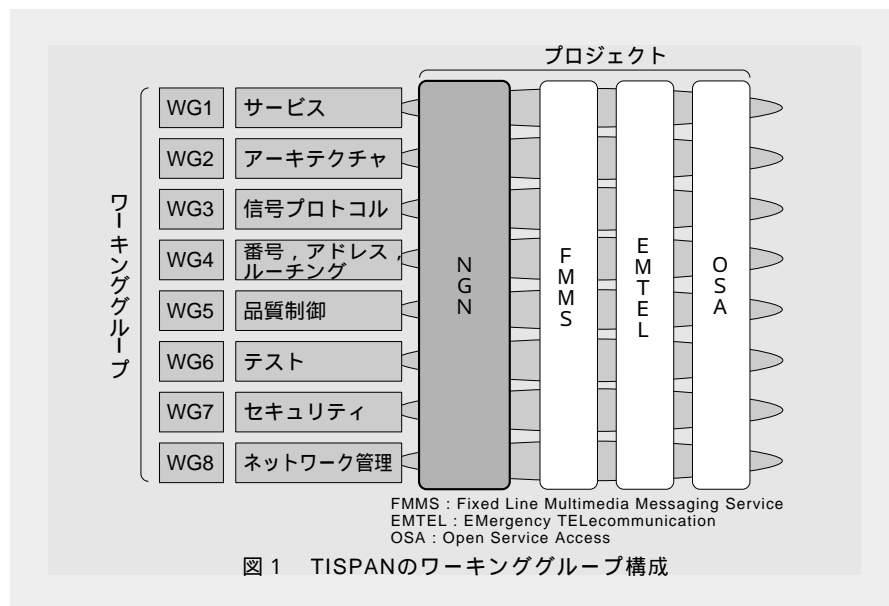 プロジェクト
ワーキンググループ
WG1 サービス
WG2 アーキテクチャ
WG3 信号プロトコル
WG4 番号，アドレス，
ルーチング
WG5 品質制御
WG6 テスト
WG7 セキュリティ
WG8 ネットワーク管理
NGN
FMMS
EMTEL
OSA
FMMS : Fixed Line Multimedia Messaging Service
EMTEL : EMergency TELecommunication
OSA : Open Service Access
図1 TISPANのワーキンググループ構成